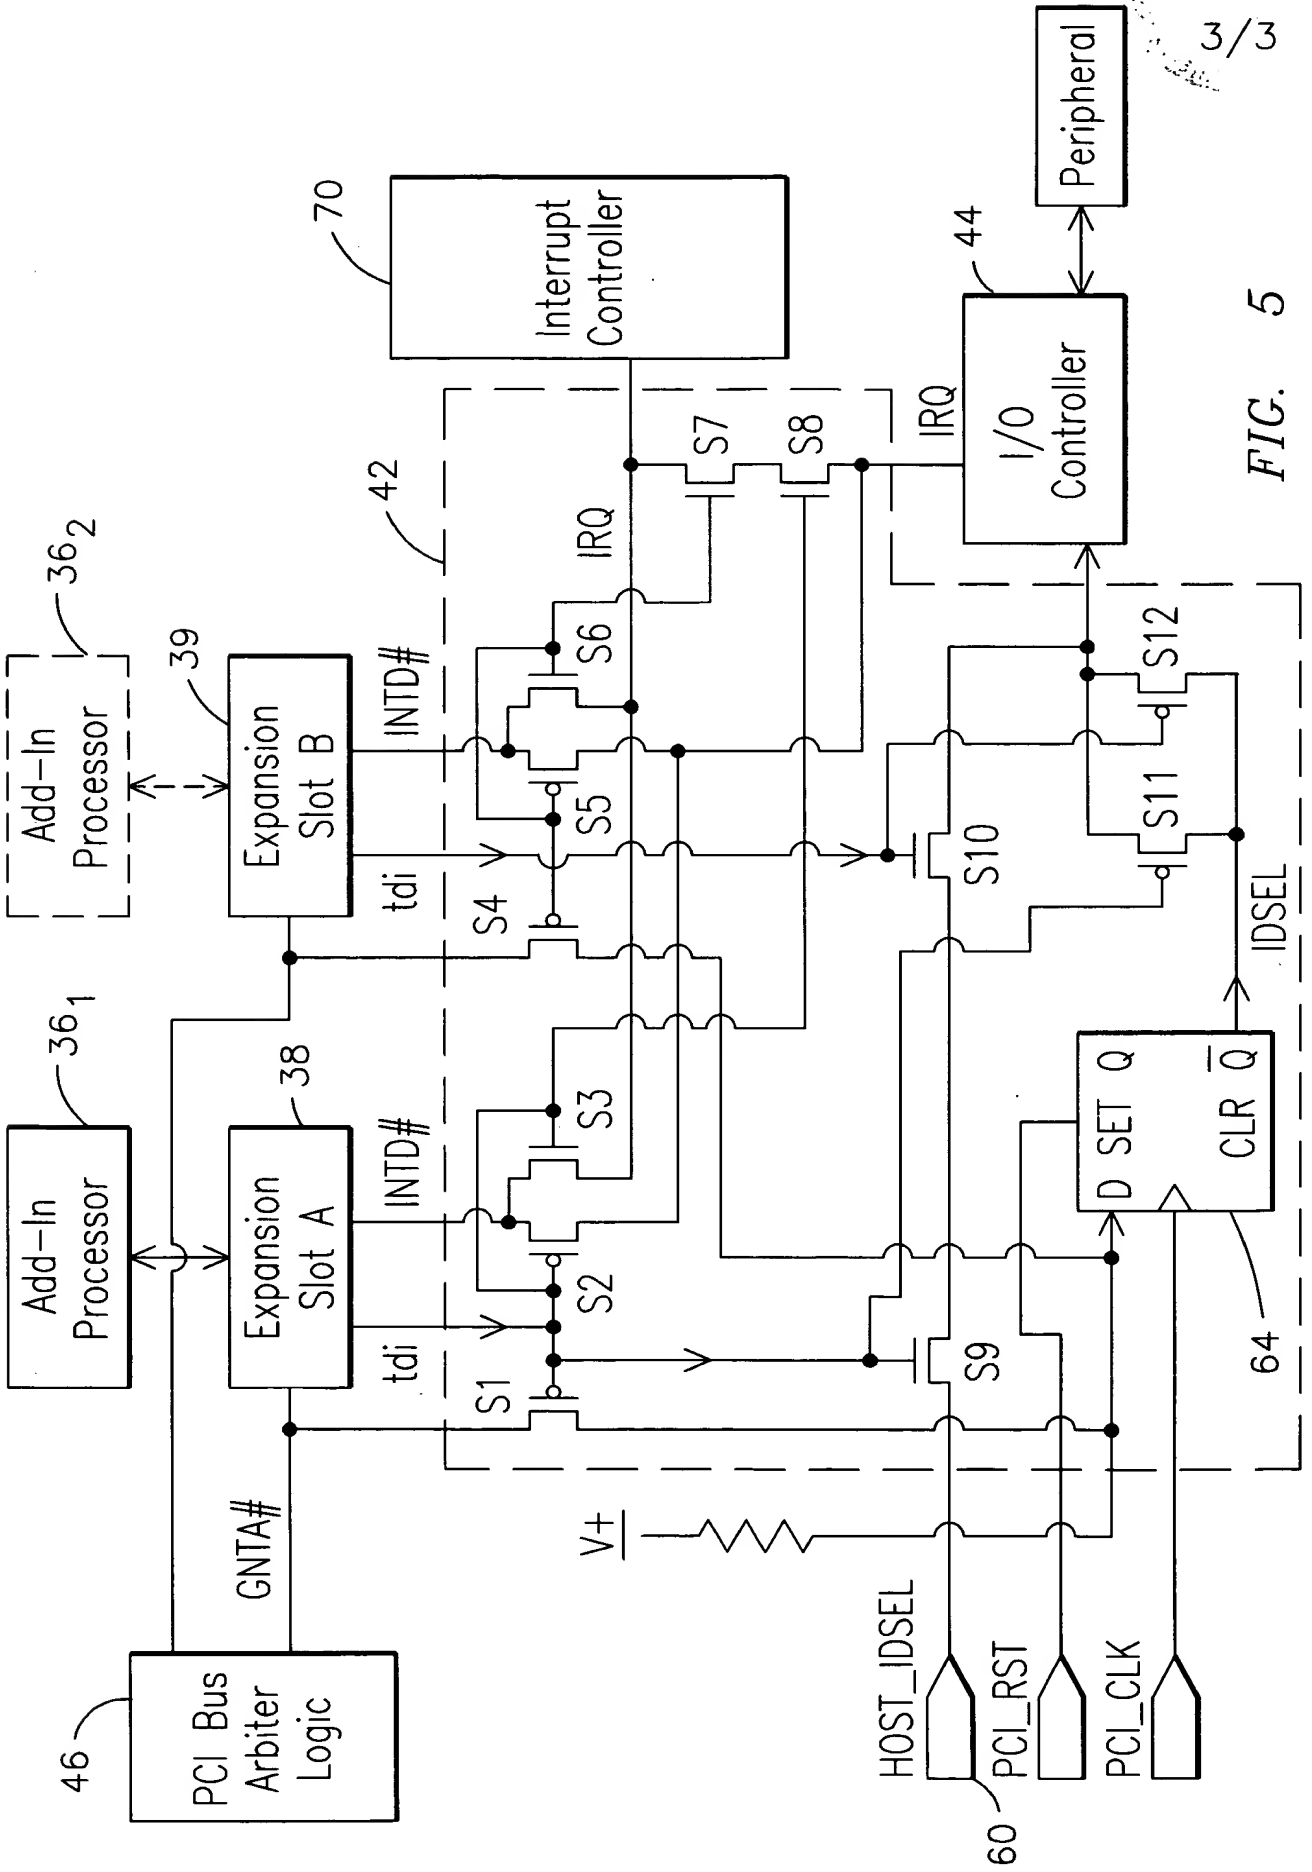 3/3
36₁
Add-In
Processor
36₂
Add-In
Processor
46
PCI Bus
Arbiter
Logic
GNTA#
38
Expansion
Slot A
39
Expansion
Slot B
tdi
INTD#
tdi
INTD#
42
70
Interrupt
Controller
S1
S2
S3
S4
S5
S6
IRQ
S7
S8
V+
IRQ
44
I/O
Controller
Peripheral
HOST_IDSEL
60
PCI_RST
PCI_CLK
S9
S10
S11
S12
D SET Q
CLR Q̅
64
IDSEL
FIG. 5